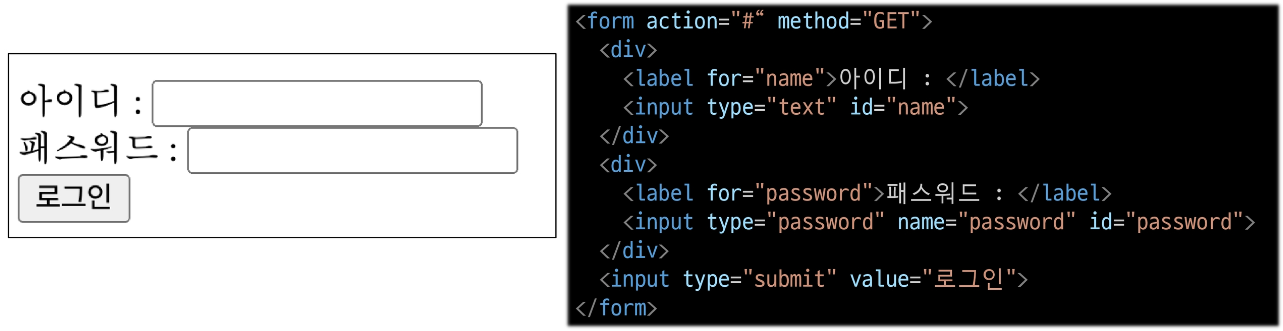 아이디 :
패스워드 :
로그인
<form action="#“ method="GET">
<div>
<label for="name">아이디 : </label>
<input type="text" id="name">
</div>
<div>
<label for="password">패스워드 : </label>
<input type="password" name="password" id="password">
</div>
<input type="submit" value="로그인">
</form>